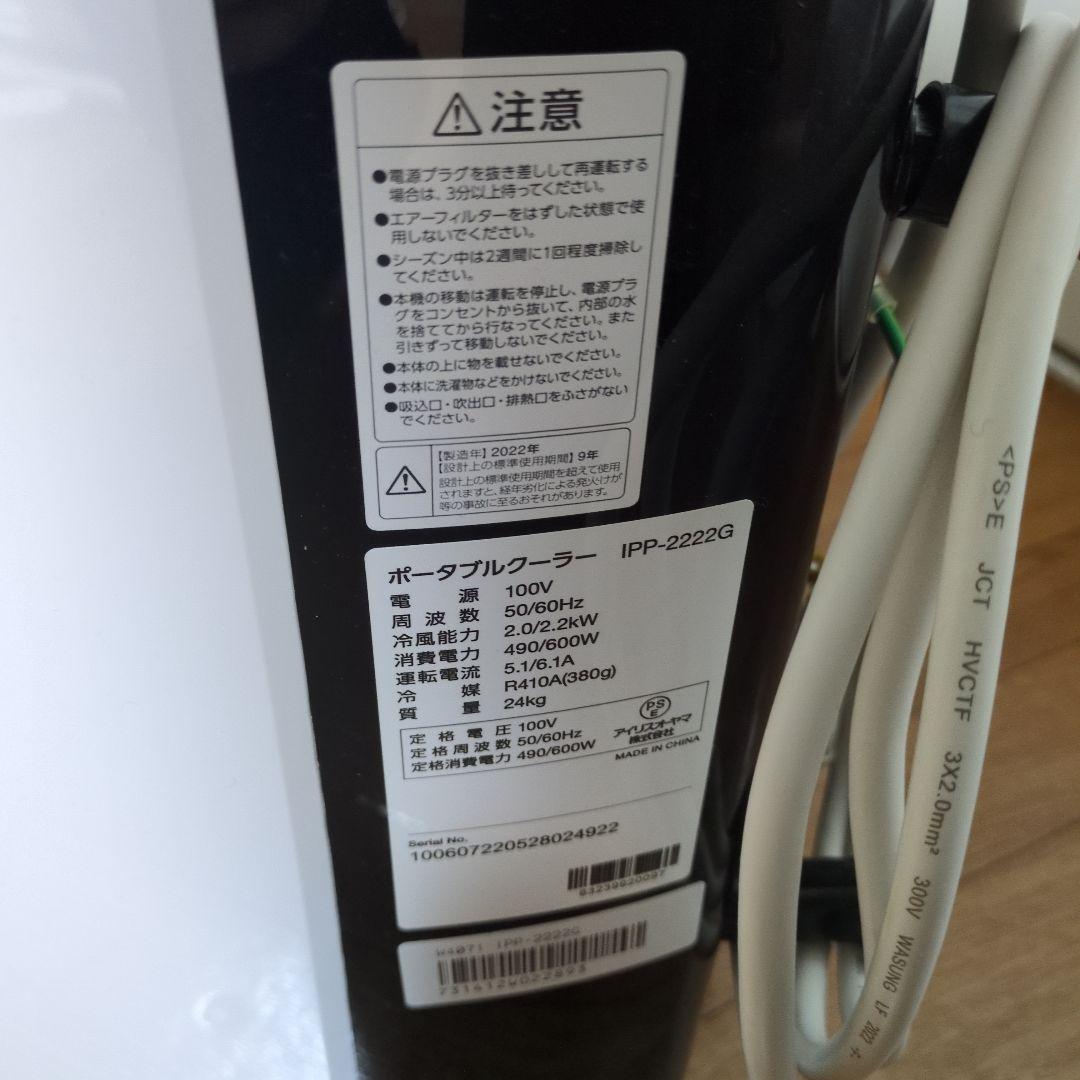 注意
●電源プラグを抜き差しして再運転する
場合は、3分以上待ってください。
●エアーフィルターをはずした状態で使
用しないでください。
●シーズン中は2週間に1回程度掃除し
てください。
●本機の移動は運転を停止し、電源プラ
グをコンセントから抜いて、内部の水
を捨ててから行なってください。また
引きずって移動しないでください。
●本体の上に物を載せないでください。
●本体に洗濯物などをかけないでください。
●吸込口・吹出口・排熱口をふさがない
でください。
【製造年】2022年
【設計上の標準使用期間】9年
設計上の標準使用期間を超えて使用
されますと、経年劣化による発火けが
等の事故に至るおそれがあります。
ポータブルクーラー IPP-2222G
電源 100V
周波数 50/60Hz
冷風能力 2.0/2.2kW
消費電力 490/600W
運転電流 5.1/6.1A
冷媒 R410A(380g)
質量 24kg
定格電圧 100V
定格周波数 50/60Hz
定格消費電力 490/600W
PS
E
アイリスオーヤマ
株式会社
MADE IN CHINA
Serial No.
100607220528024922
83239820097
W4071 IPP-2222G
731612W022893
<PS>E JCT HVCTF 3X2.0mm² 300V WASUNG LF 2022